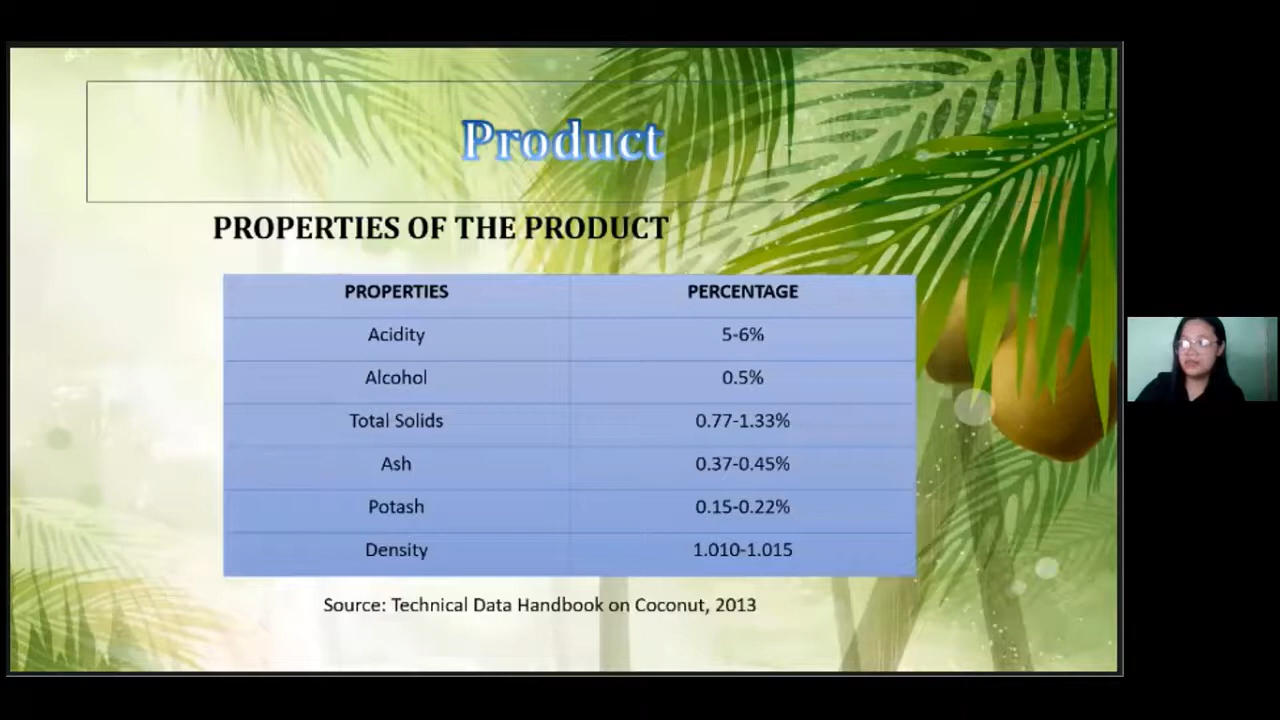 Product
PROPERTIES OF THE PRODUCT
PROPERTIES PERCENTAGE
Acidity 5-6%
Alcohol 0.5%
Total Solids 0.77-1.33%
Ash 0.37-0.45%
Potash 0.15-0.22%
Density 1.010-1.015
Source: Technical Data Handbook on Coconut, 2013